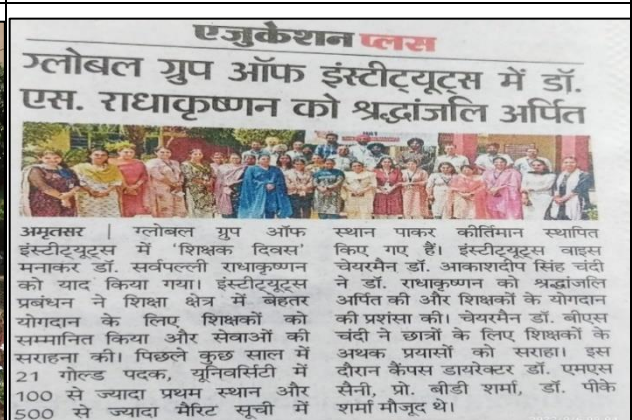 एजुकेशन प्लस
ग्लोबल ग्रुप ऑफ इंस्टीट्यूट्स में डॉ.
एस. राधाकृष्णन को श्रद्धांजलि अर्पित
अमृतसर | ग्लोबल ग्रुप ऑफ
इंस्टीट्यूट्स में ‘शिक्षक दिवस’
मनाकर डॉ. सर्वपल्ली राधाकृष्णन
को याद किया गया। इंस्टीट्यूट्स
प्रबंधन ने शिक्षा क्षेत्र में बेहतर
योगदान के लिए शिक्षकों को
सम्मानित किया और सेवाओं की
सराहना की। पिछले कुछ साल में
21 गोल्ड पदक, यूनिवर्सिटी में
100 से ज्यादा प्रथम स्थान और
500 से ज्यादा मैरिट सूची में
स्थान पाकर कीर्तिमान स्थापित
किए गए हैं। इंस्टीट्यूट्स वाइस
चेयरमैन डॉ. आकाशदीप सिंह चंदी
ने डॉ. राधाकृष्णन को श्रद्धांजलि
अर्पित की और शिक्षकों के योगदान
की प्रशंसा की। चेयरमैन डॉ. बीएस
चंदी ने छात्रों के लिए शिक्षकों के
अथक प्रयासों को सराहा। इस
दौरान कैंपस डायरेक्टर डॉ. एमएस
सैनी, प्रो. बीडी शर्मा, डॉ. पीके
शर्मा मौजूद थे।